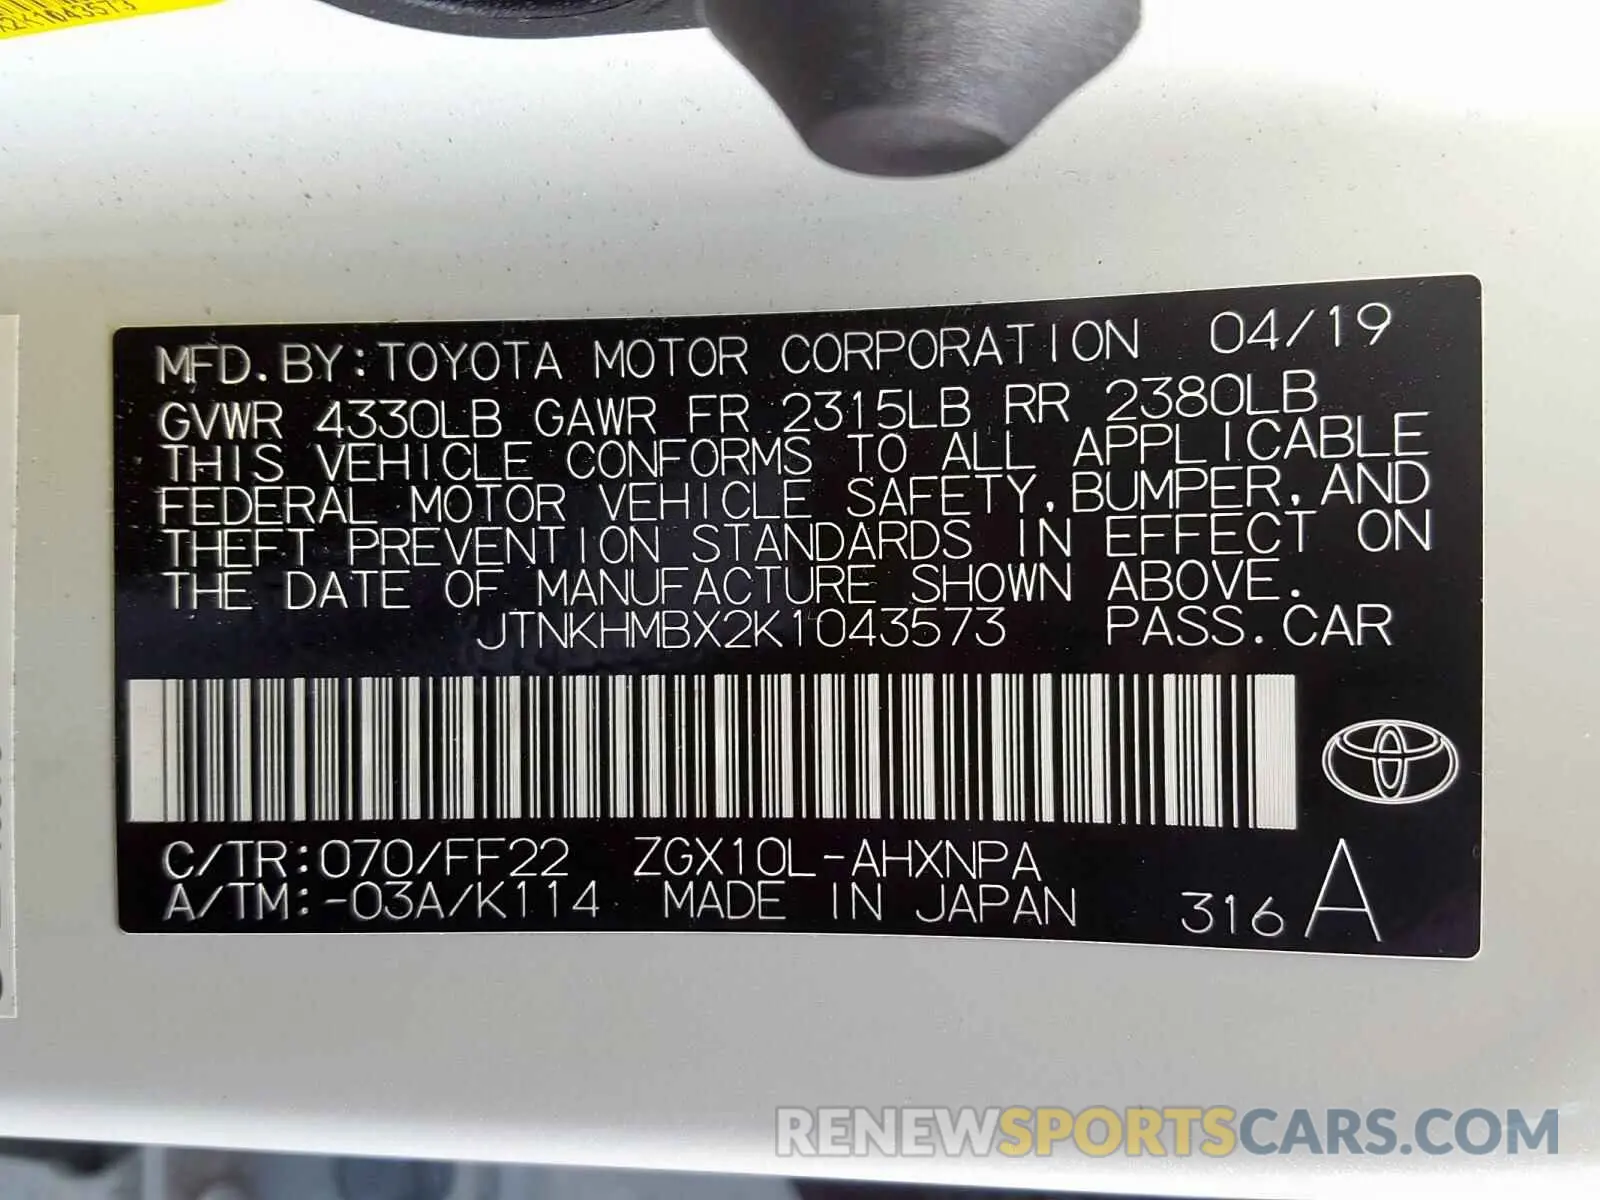 2K1043573
MFD. BY: TOYOTA MOTOR CORPORATION 04/19
GVWR 4330LB GAWR FR 2315LB RR 2380LB
THIS VEHICLE CONFORMS TO ALL APPLICABLE
FEDERAL MOTOR VEHICLE SAFETY, BUMPER, AND
THEFT PREVENTION STANDARDS IN EFFECT ON
THE DATE OF MANUFACTURE SHOWN ABOVE.
JTNKHMBX2K1043573 PASS. CAR
C/TR: 070/FF22 ZGX10L-AHXNPA
A/TM: -03A/K114 MADE IN JAPAN 316 A
RENEWSPORTSCARS.COM